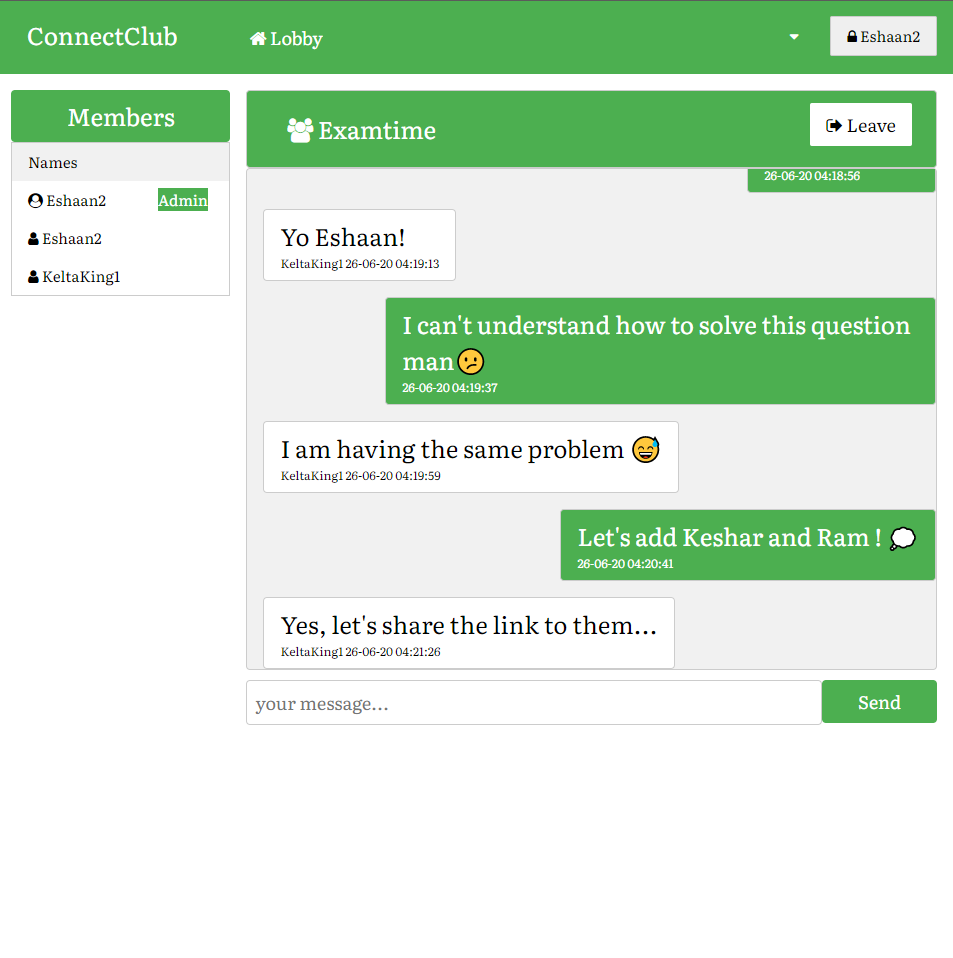 ConnectClub
Lobby
Eshaan2
Members
Names
Eshaan2 Admin
Eshaan2
KeltaKing1
Examtime
Leave
26-06-20 04:18:56
Yo Eshaan!
KeltaKing1 26-06-20 04:19:13
I can't understand how to solve this question
man😕
26-06-20 04:19:37
I am having the same problem 😅
KeltaKing1 26-06-20 04:19:59
Let's add Keshar and Ram ! 💭
26-06-20 04:20:41
Yes, let's share the link to them...
KeltaKing1 26-06-20 04:21:26
your message...
Send